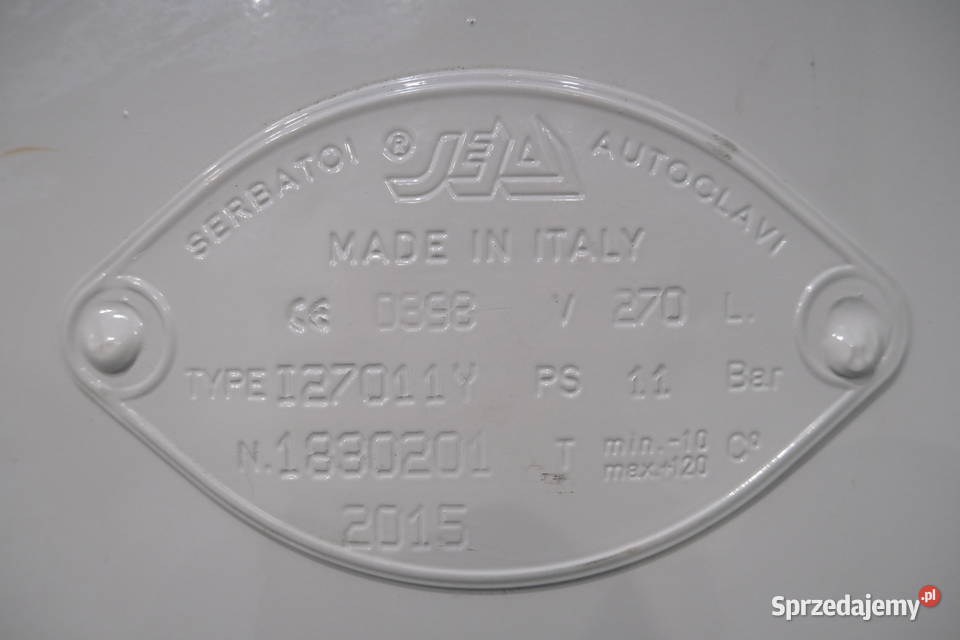 SERBATOI ® SEA AUTOCLAVI
MADE IN ITALY
CE V 270 L.
TYPE I27011Y PS 11 Bar
N. 1830201 T min.-10 max.+120 C°
2015
Sprzedajemy.pl